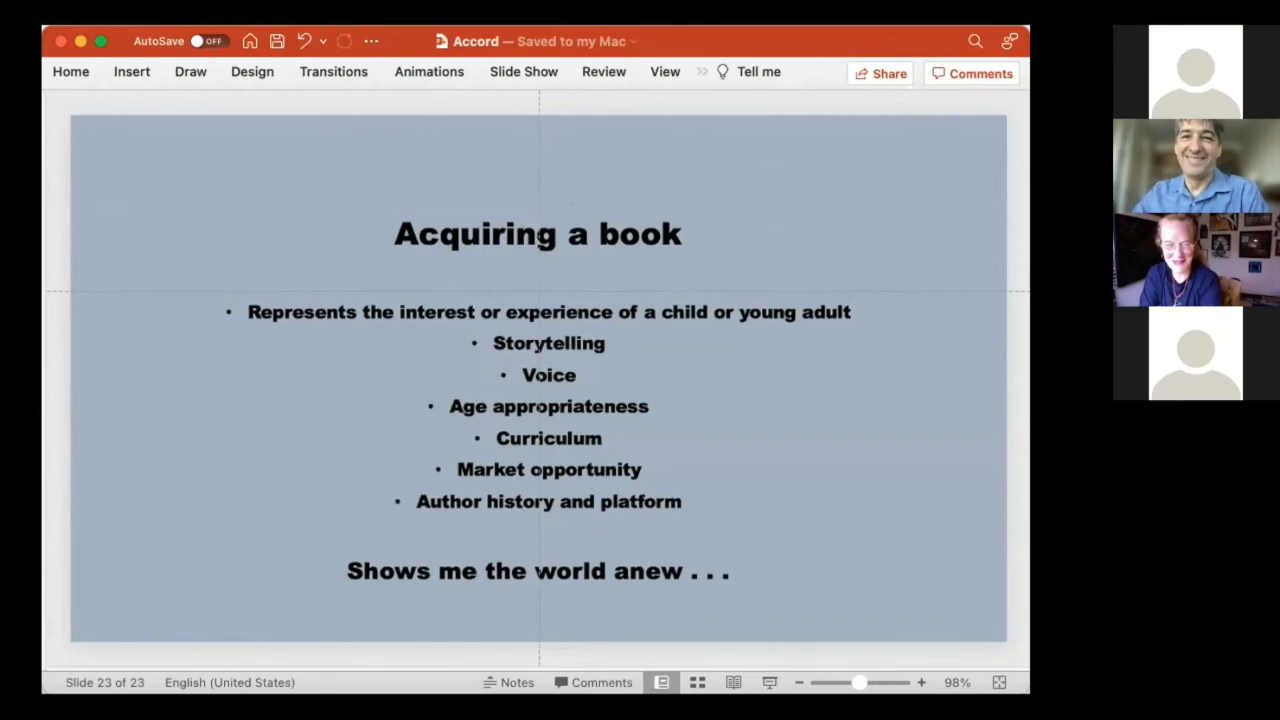 AutoSave OFF Accord — Saved to my Mac
Home Insert Draw Design Transitions Animations Slide Show Review View Tell me Share Comments
Acquiring a book
• Represents the interest or experience of a child or young adult
• Storytelling
• Voice
• Age appropriateness
• Curriculum
• Market opportunity
• Author history and platform
Shows me the world anew . . .
Slide 23 of 23 English (United States) Notes Comments 98%